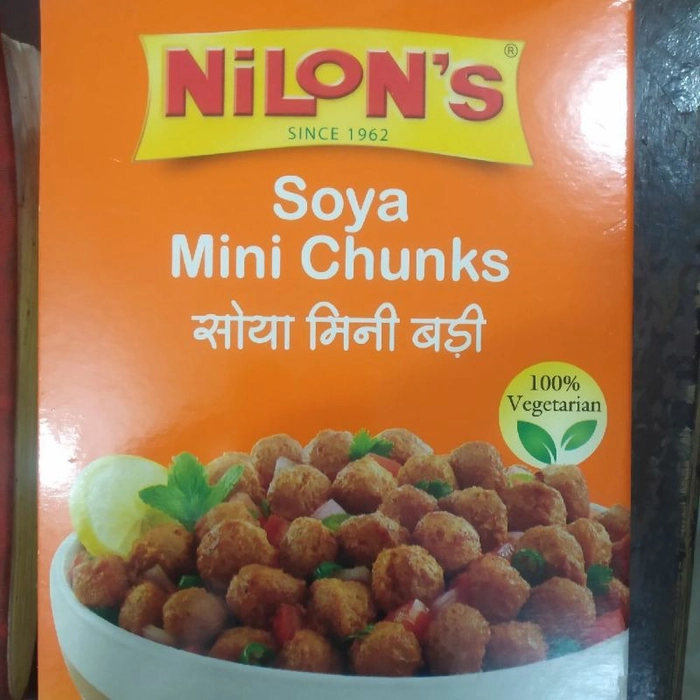 NiLON'S®
SINCE 1962
Soya
Mini Chunks
सोया मिनी बड़ी
100%
Vegetarian